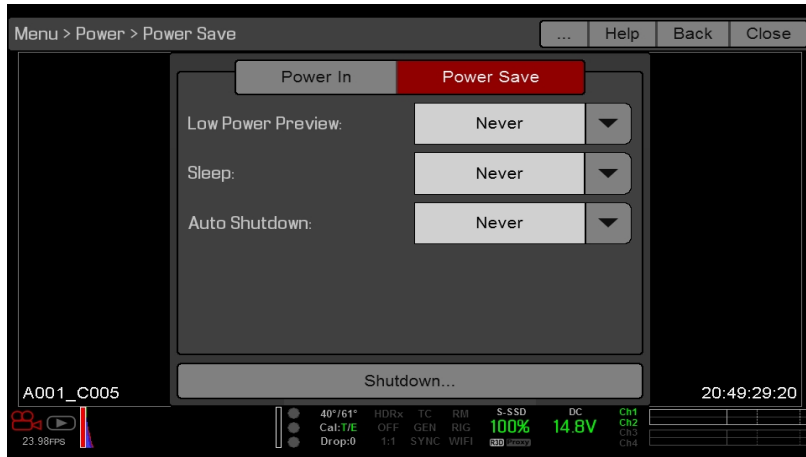 Menu > Power > Power Save
... Help Back Close
Power In Power Save
Low Power Preview: Never
Sleep: Never
Auto Shutdown: Never
Shutdown...
A001_C005 20:49:29:20
40°/61° HDRx TC RM S-SSD DC Ch1
Cal:T/E OFF GEN RIG 100% 14.8V Ch2
23.98FPS Drop:0 1:1 SYNC WIFI R3D Proxy Ch3
Ch4